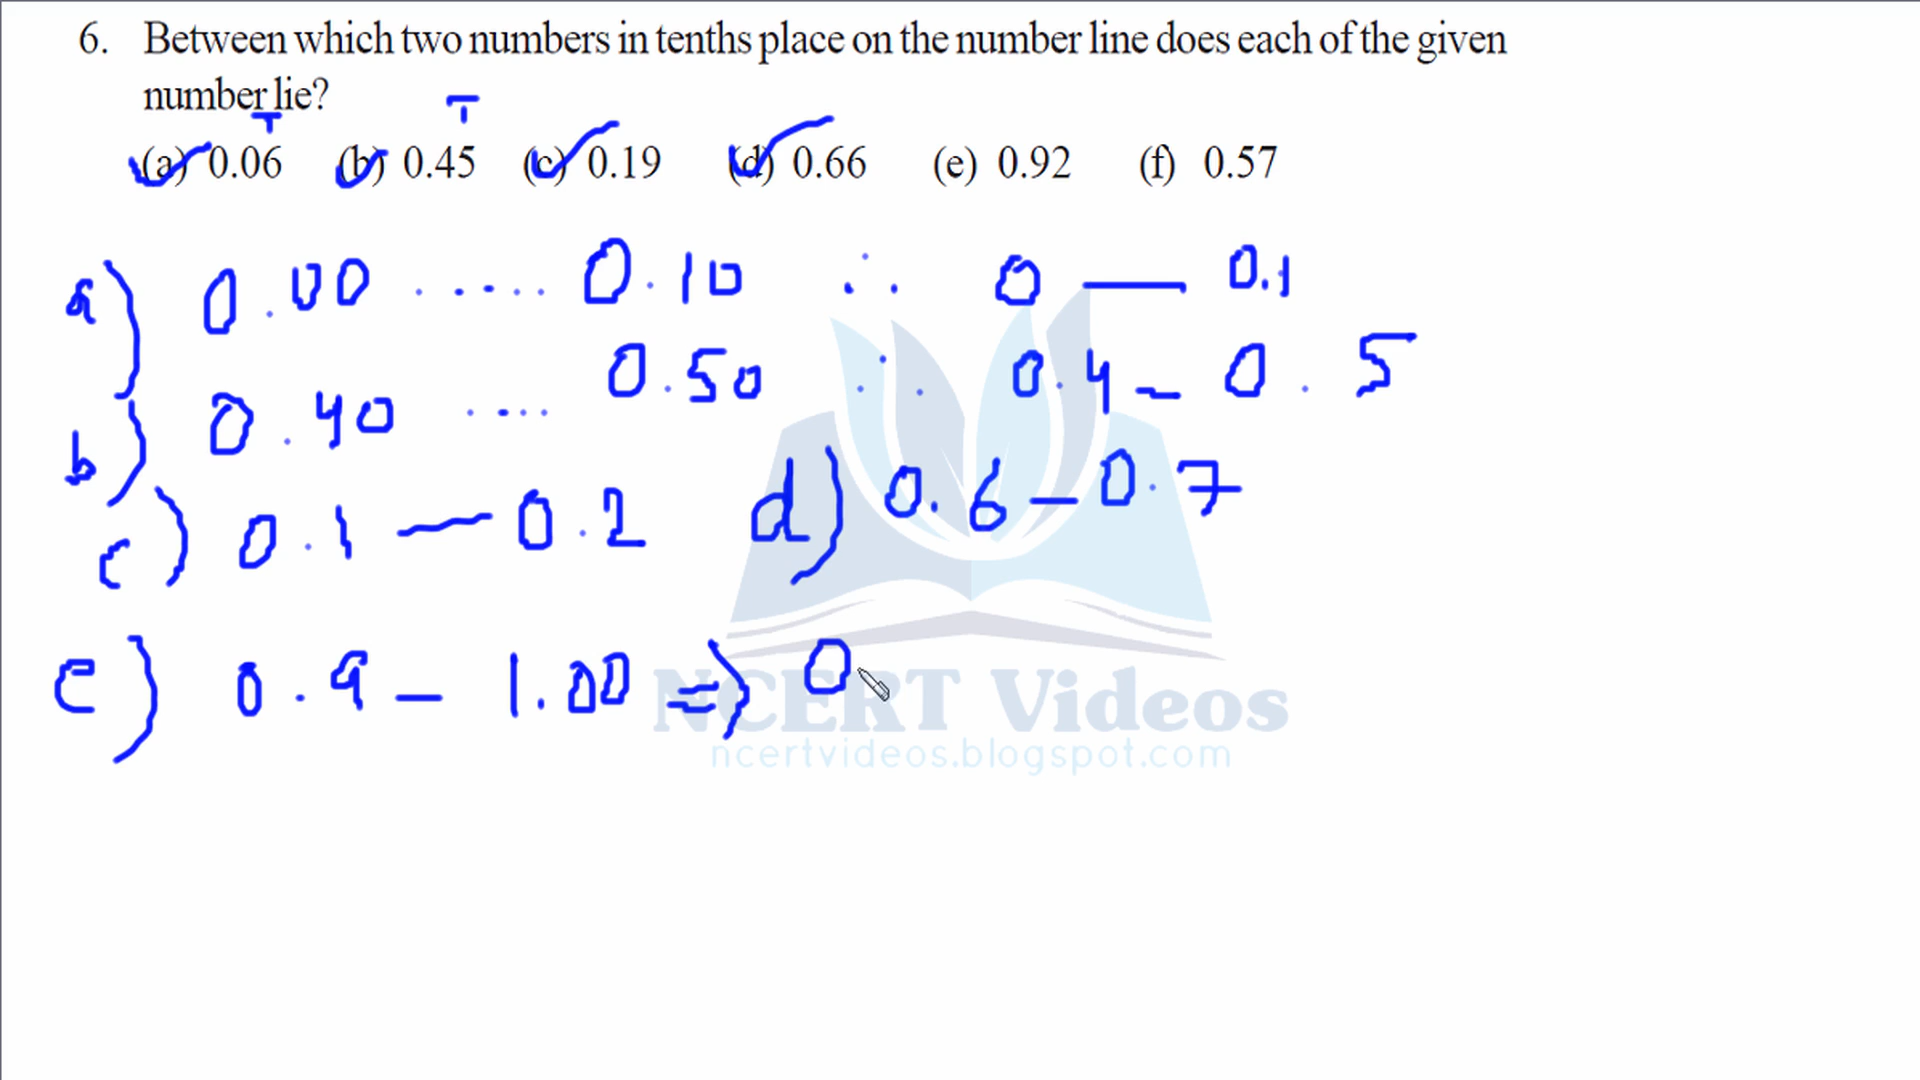 6. Between which two numbers in tenths place on the number line does each of the given
number lie?
T T
(a) 0.06 (b) 0.45 (c) 0.19 (d) 0.66 (e) 0.92 (f) 0.57
a) 0.00 ..... 0.10 ∴ 0 — 0.1
b) 0.40 .... 0.50 ∴ 0.4 - 0.5
c) 0.1 — 0.2 d) 0.6 - 0.7
e) 0.9 - 1.00 => 0
NCERT Videos
ncertvideos.blogspot.com